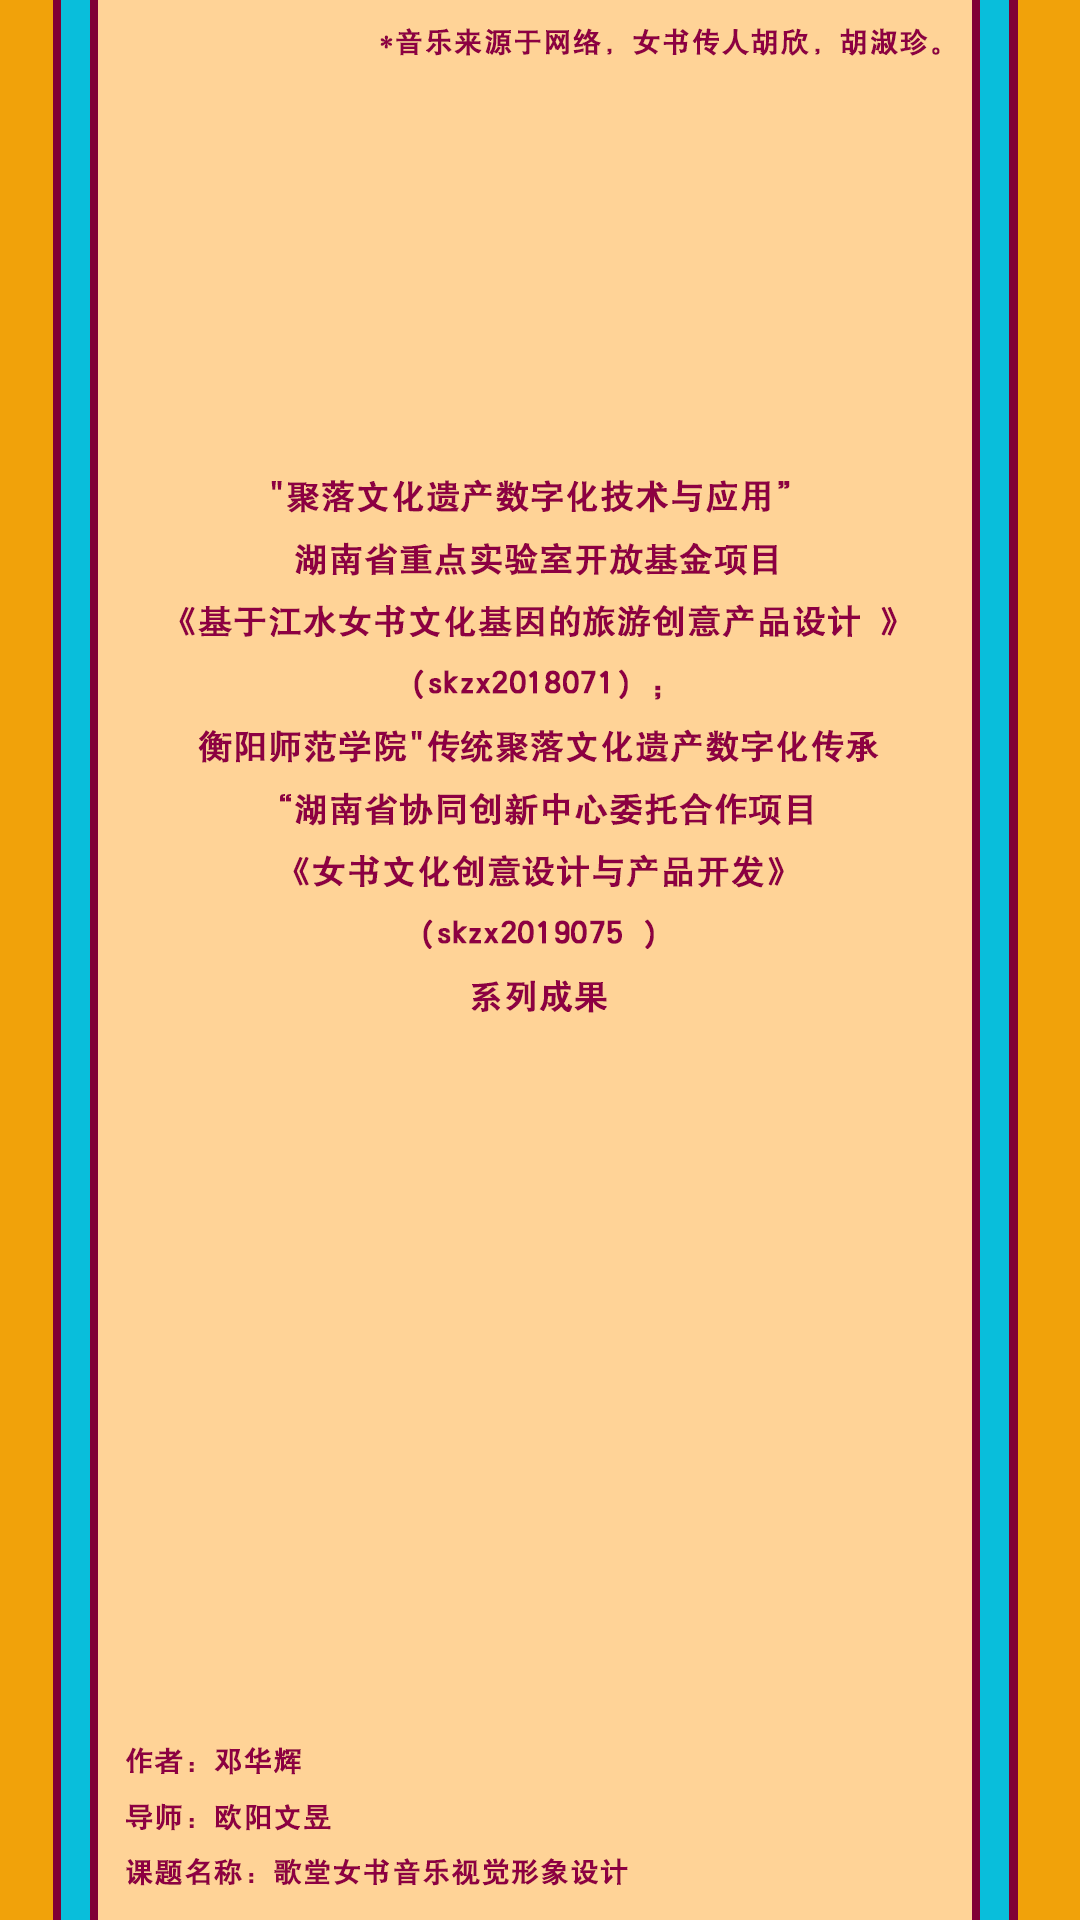 *音乐来源于网络，女书传人胡欣，胡淑珍。
"聚落文化遗产数字化技术与应用”
湖南省重点实验室开放基金项目
《基于江水女书文化基因的旅游创意产品设计 》
（skzx2018071）；
衡阳师范学院"传统聚落文化遗产数字化传承
“湖南省协同创新中心委托合作项目
《女书文化创意设计与产品开发》
（skzx2019075 ）
系列成果
作者：邓华辉
导师：欧阳文昱
课题名称：歌堂女书音乐视觉形象设计